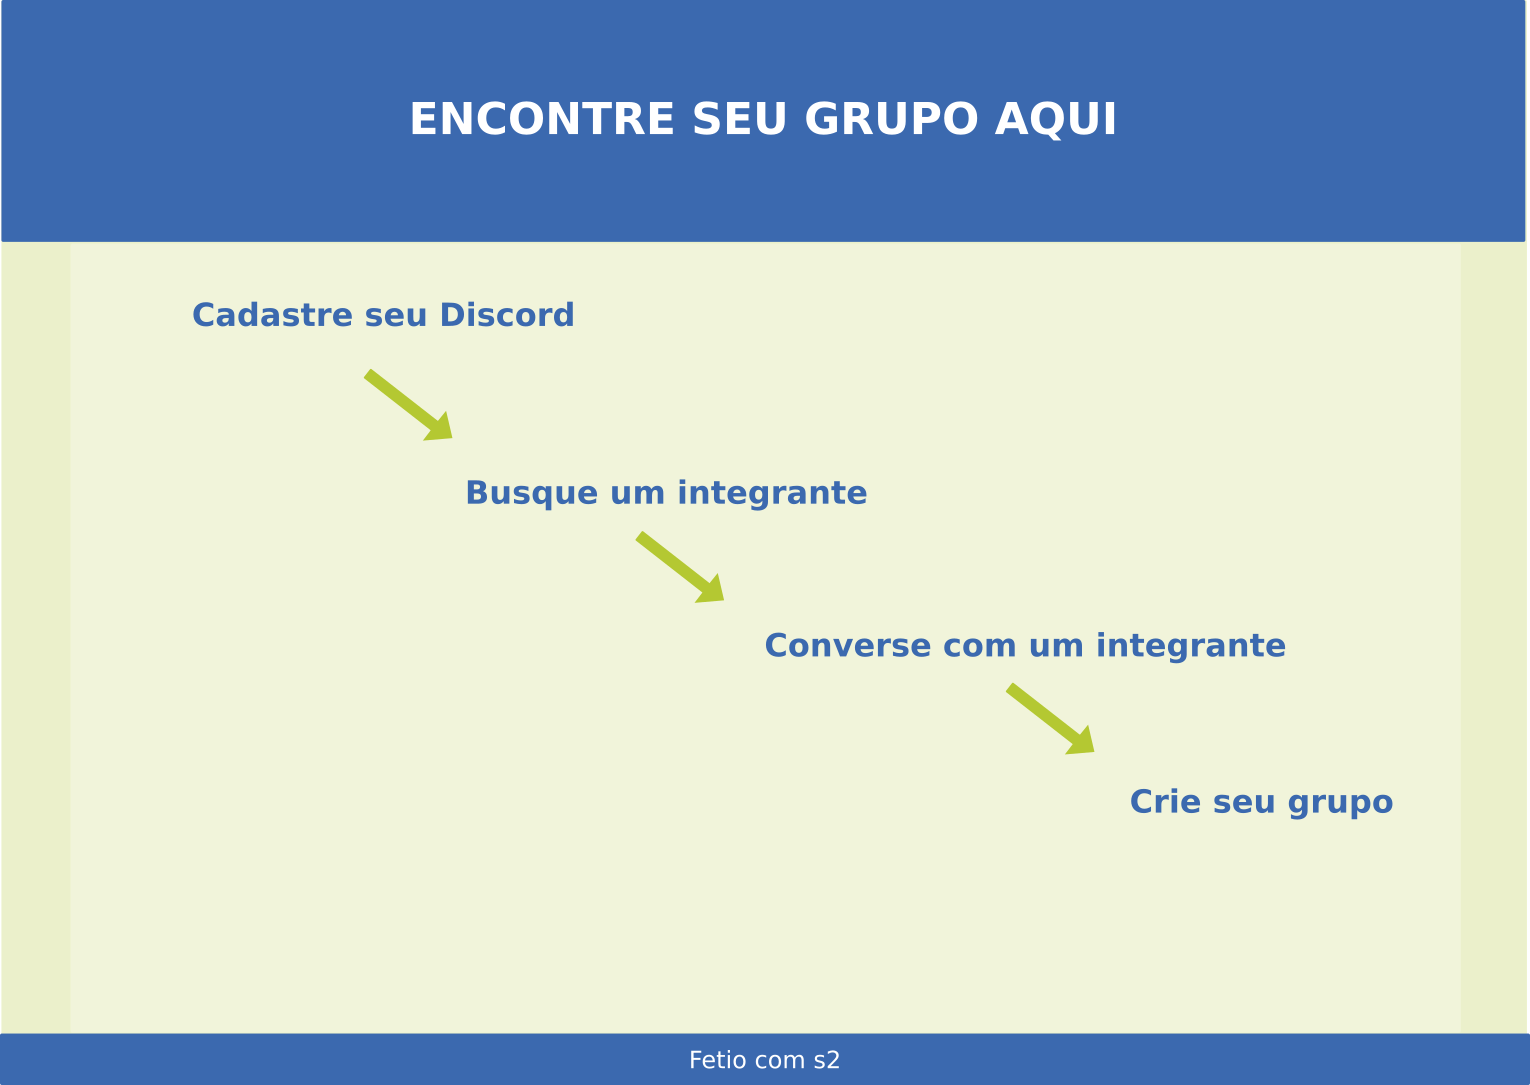 ENCONTRE SEU GRUPO AQUI
Cadastre seu Discord
Busque um integrante
Converse com um integrante
Crie seu grupo
Fetio com s2